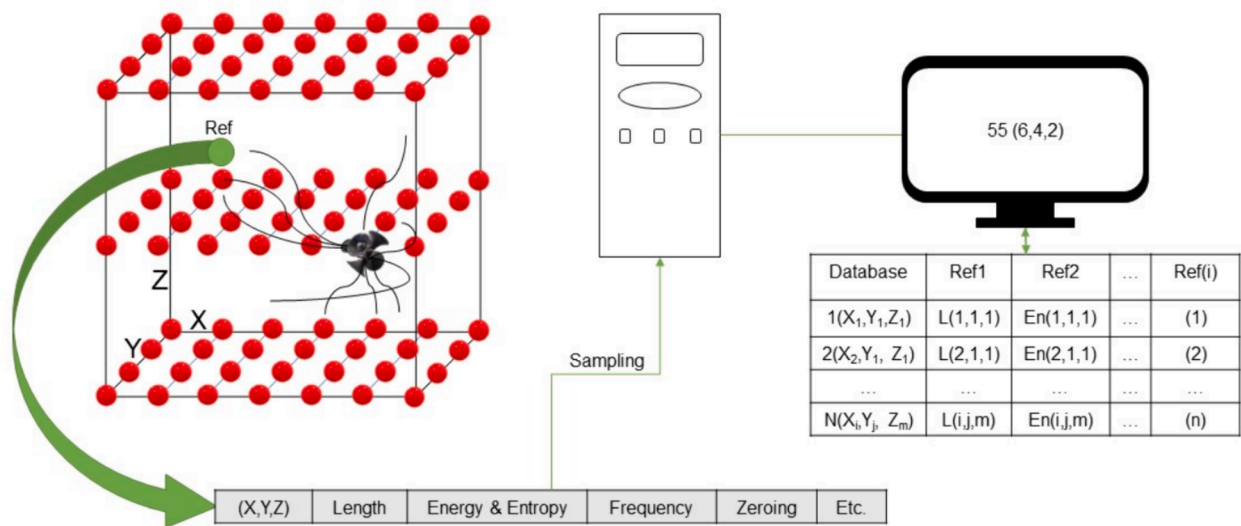 Ref
Z
X
Y
55 (6,4,2)
Database Ref1 Ref2 ... Ref(i)
1(X₁,Y₁,Z₁) L(1,1,1) En(1,1,1) ... (1)
2(X₂,Y₁, Z₁) L(2,1,1) En(2,1,1) ... (2)
... ... ... ...
N(Xᵢ,Yⱼ, Zₘ) L(i,j,m) En(i,j,m) ... (n)
Sampling
(X,Y,Z) Length Energy & Entropy Frequency Zeroing Etc.